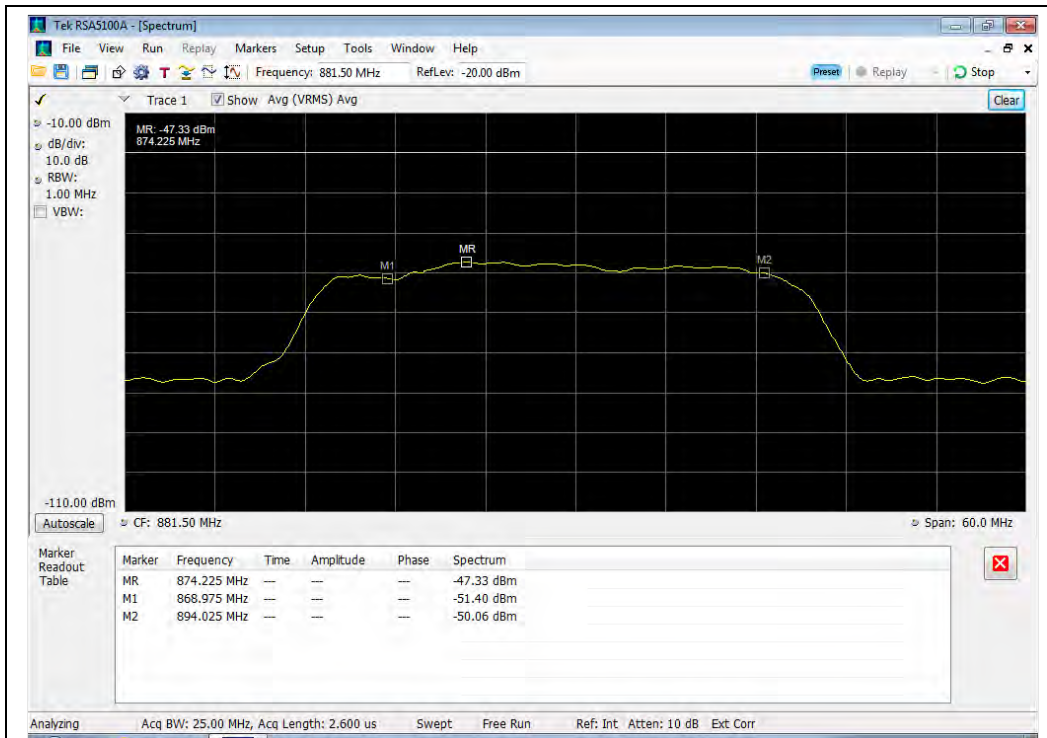 Tek RSA5100A - [Spectrum]
File View Run Replay Markers Setup Tools Window Help
T Frequency: 881.50 MHz RefLev: -20.00 dBm Preset Replay Stop
Trace 1 Show Avg (VRMS) Avg Clear
-10.00 dBm
dB/div:
10.0 dB
RBW:
1.00 MHz
VBW:
MR: -47.33 dBm
874.225 MHz
M1
MR
M2
-110.00 dBm
Autoscale CF: 881.50 MHz Span: 60.0 MHz
Marker
Readout
Table
Marker Frequency Time Amplitude Phase Spectrum
MR 874.225 MHz --- --- --- -47.33 dBm
M1 868.975 MHz --- --- --- -51.40 dBm
M2 894.025 MHz --- --- --- -50.06 dBm
Analyzing Acq BW: 25.00 MHz, Acq Length: 2.600 us Swept Free Run Ref: Int Atten: 10 dB Ext Corr